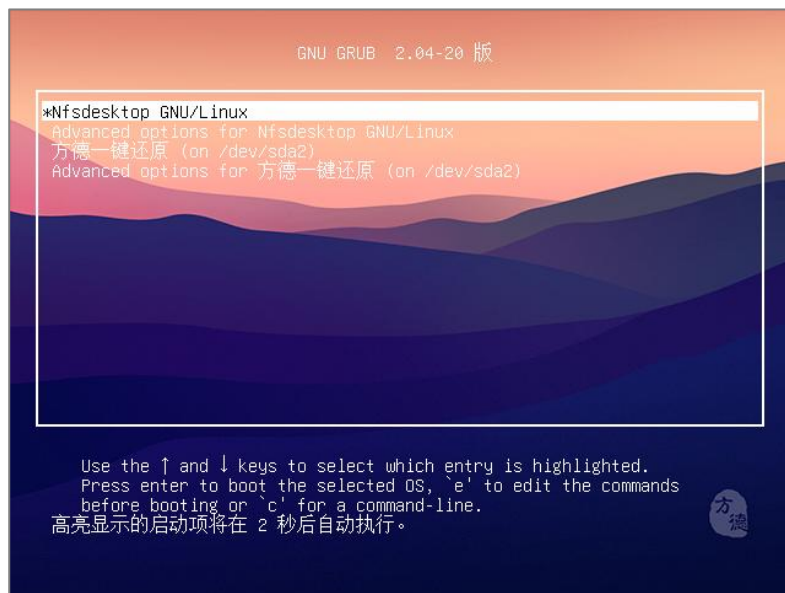 GNU GRUB 2.04-20 版
*Nfsdesktop GNU/Linux
Advanced options for Nfsdesktop GNU/Linux
方德一键还原 (on /dev/sda2)
Advanced options for 方德一键还原 (on /dev/sda2)
Use the ↑ and ↓ keys to select which entry is highlighted.
Press enter to boot the selected OS, `e' to edit the commands
before booting or `c' for a command-line.
高亮显示的启动项将在 2 秒后自动执行。
方德